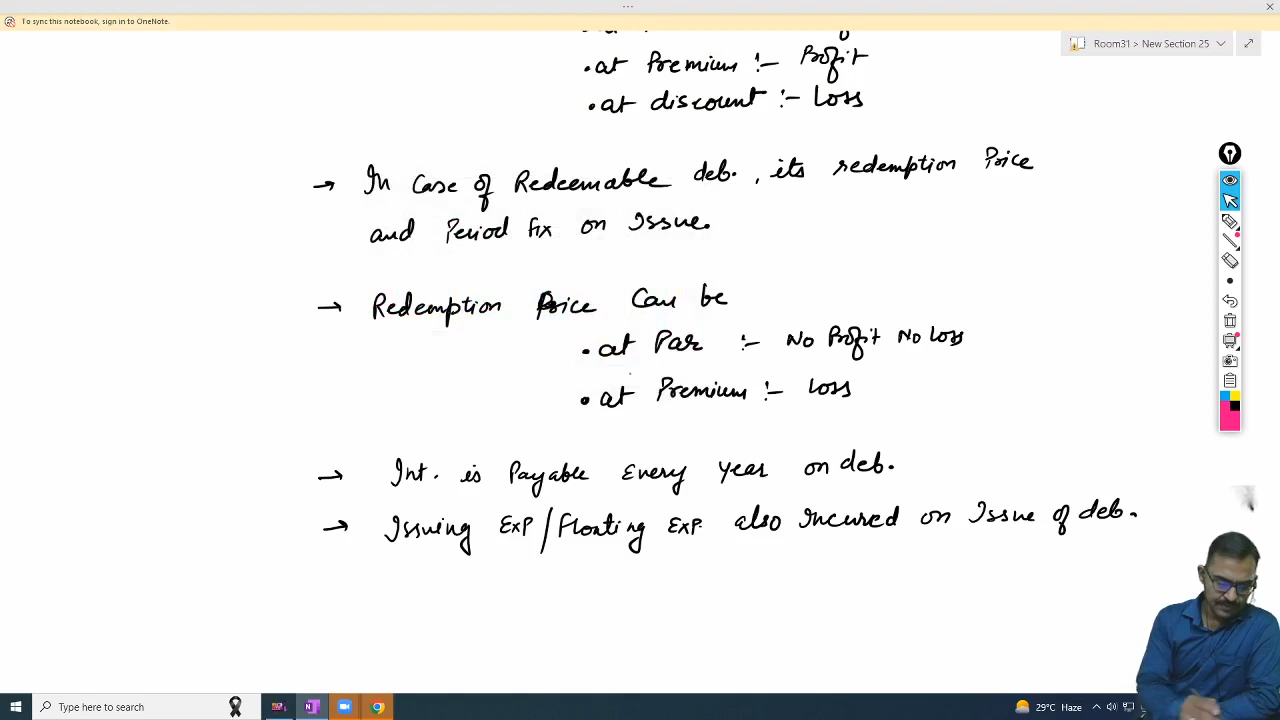 To sync this notebook, sign in to OneNote.
Room31 > New Section 25
•at Premium :- Profit
•at discount :- Loss
→ In Case of Redeemable deb. , its redemption Price
and Period fix on Issue.
→ Redemption Price Can be
•at Par :- No Profit No Loss
•at Premium :- Loss
→ Int. is Payable Every year on deb.
→ Issuing Exp/Floating Exp. also Incured on Issue of deb.
Type here to search
29°C Haze